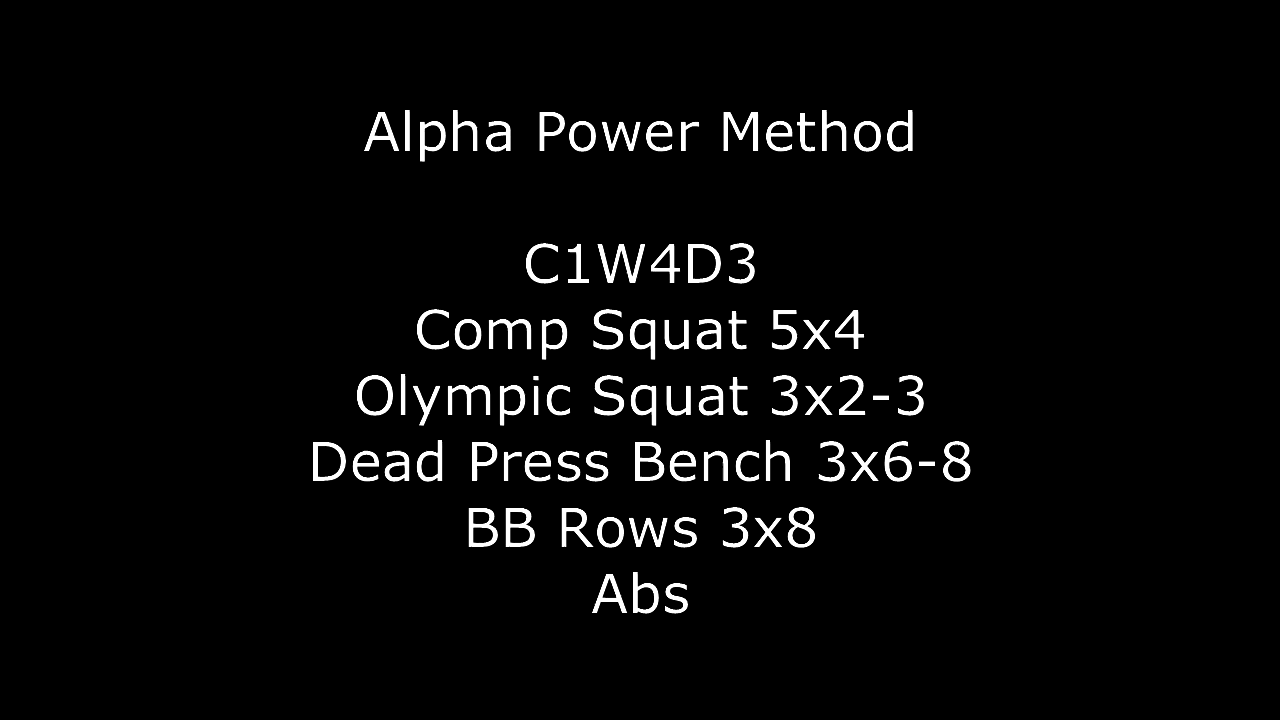 Alpha Power Method
C1W4D3
Comp Squat 5x4
Olympic Squat 3x2-3
Dead Press Bench 3x6-8
BB Rows 3x8
Abs